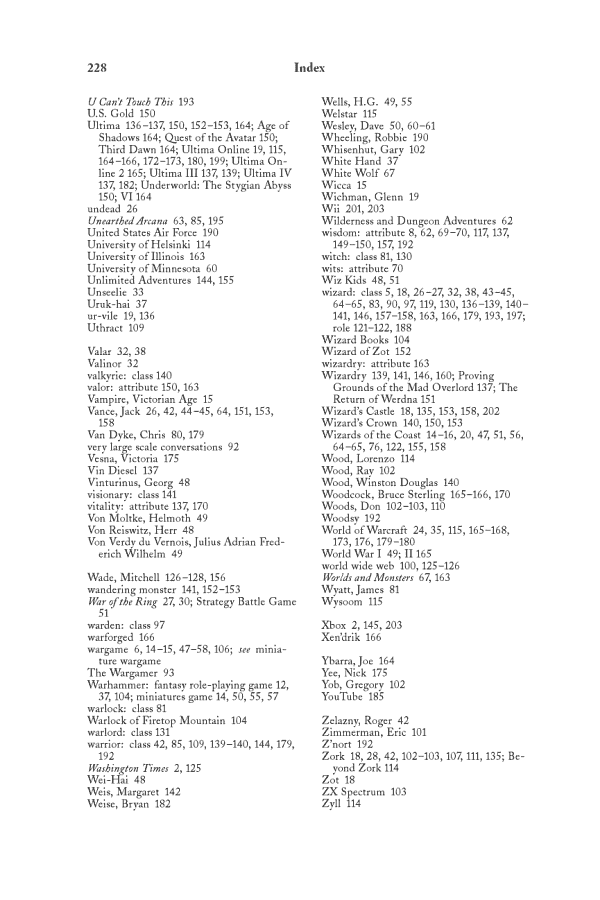 228
Index
U Can't Touch This 193
U.S. Gold 150
Ultima 136–137, 150, 152–153, 164; Age of
Shadows 164; Quest of the Avatar 150;
Third Dawn 164; Ultima Online 19, 115,
164–166, 172–173, 180, 199; Ultima On-
line 2 165; Ultima III 137, 139; Ultima IV
137, 182; Underworld: The Stygian Abyss
150; VI 164
undead 26
Unearthed Arcana 63, 85, 195
United States Air Force 190
University of Helsinki 114
University of Illinois 163
University of Minnesota 60
Unlimited Adventures 144, 155
Unseelie 33
Uruk-hai 37
ur-vile 19, 136
Uthract 109
Valar 32, 38
Valinor 32
valkyrie: class 140
valor: attribute 150, 163
Vampire, Victorian Age 15
Vance, Jack 26, 42, 44–45, 64, 151, 153,
158
Van Dyke, Chris 80, 179
very large scale conversations 92
Vesna, Victoria 175
Vin Diesel 137
Vinturinus, Georg 48
visionary: class 141
vitality: attribute 137, 170
Von Moltke, Helmoth 49
Von Reiswitz, Herr 48
Von Verdy du Vernois, Julius Adrian Fred-
erich Wilhelm 49
Wade, Mitchell 126–128, 156
wandering monster 141, 152–153
War of the Ring 27, 30; Strategy Battle Game
51
warden: class 97
warforged 166
wargame 6, 14–15, 47–58, 106; see minia-
ture wargame
The Wargamer 93
Warhammer: fantasy role-playing game 12,
37, 104; miniatures game 14, 50, 55, 57
warlock: class 81
Warlock of Firetop Mountain 104
warlord: class 131
warrior: class 42, 85, 109, 139–140, 144, 179,
192
Washington Times 2, 125
Wei-Hai 48
Weis, Margaret 142
Weise, Bryan 182
Wells, H.G. 49, 55
Welstar 115
Wesley, Dave 50, 60–61
Wheeling, Robbie 190
Whisenhut, Gary 102
White Hand 37
White Wolf 67
Wicca 15
Wichman, Glenn 19
Wii 201, 203
Wilderness and Dungeon Adventures 62
wisdom: attribute 8, 62, 69–70, 117, 137,
149–150, 157, 192
witch: class 81, 130
wits: attribute 70
Wiz Kids 48, 51
wizard: class 5, 18, 26–27, 32, 38, 43–45,
64–65, 83, 90, 97, 119, 130, 136–139, 140–
141, 146, 157–158, 163, 166, 179, 193, 197;
role 121–122, 188
Wizard Books 104
Wizard of Zot 152
wizardry: attribute 163
Wizardry 139, 141, 146, 160; Proving
Grounds of the Mad Overlord 137; The
Return of Werdna 151
Wizard's Castle 18, 135, 153, 158, 202
Wizard's Crown 140, 150, 153
Wizards of the Coast 14–16, 20, 47, 51, 56,
64–65, 76, 122, 155, 158
Wood, Lorenzo 114
Wood, Ray 102
Wood, Winston Douglas 140
Woodcock, Bruce Sterling 165–166, 170
Woods, Don 102–103, 110
Woodsy 192
World of Warcraft 24, 35, 115, 165–168,
173, 176, 179–180
World War I 49; II 165
world wide web 100, 125–126
Worlds and Monsters 67, 163
Wyatt, James 81
Wysoom 115
Xbox 2, 145, 203
Xen'drik 166
Ybarra, Joe 164
Yee, Nick 175
Yob, Gregory 102
YouTube 185
Zelazny, Roger 42
Zimmerman, Eric 101
Z'nort 192
Zork 18, 28, 42, 102–103, 107, 111, 135; Be-
yond Zork 114
Zot 18
ZX Spectrum 103
Zyll 114